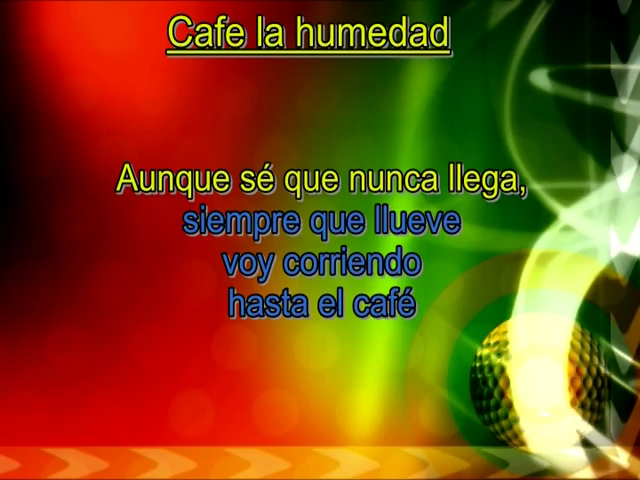 Cafe la humedad
Aunque sé que nunca llega,
siempre que llueve
voy corriendo
hasta el café